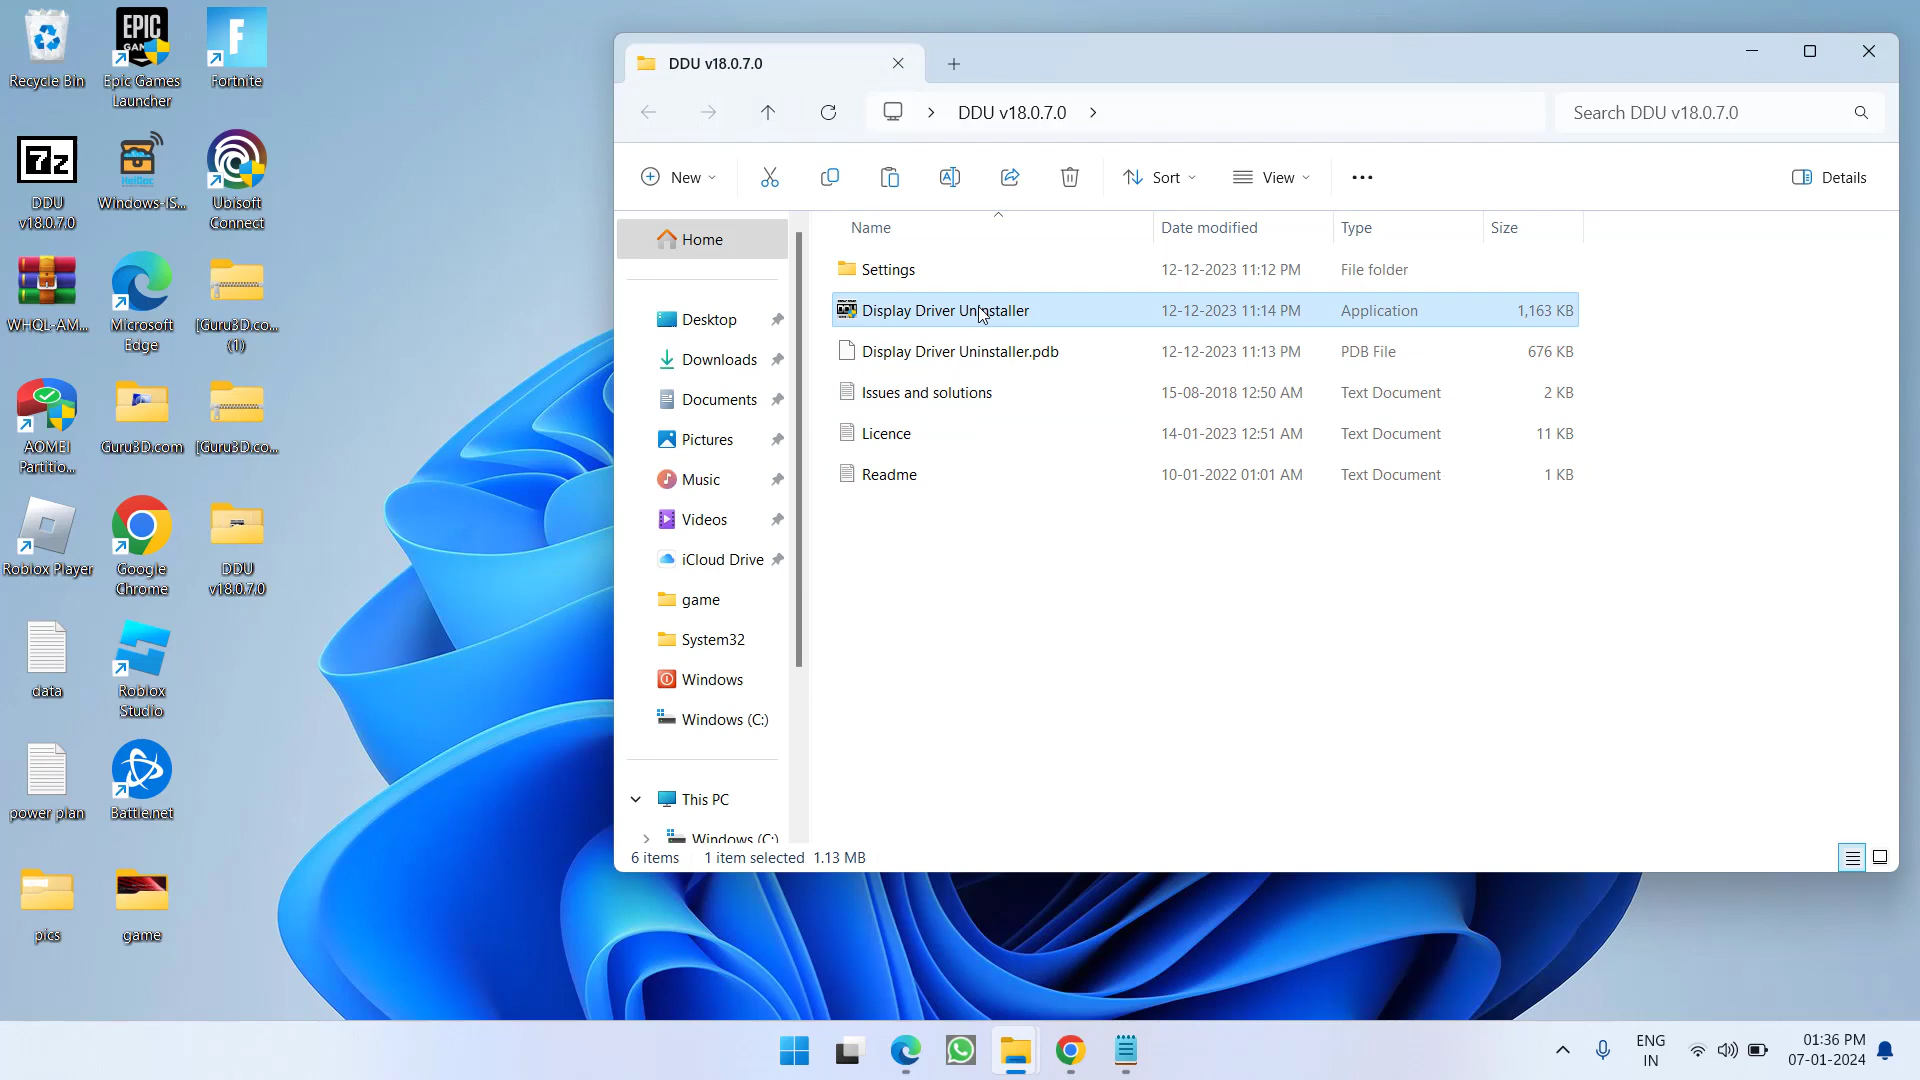 Recycle Bin
EPIC
GAMES
Epic Games
Launcher
F
Fortnite
7z
DDU
v18.0.7.0
HeiDoc
Windows-(S...
Ubisoft
Connect
WHQL-AM...
Microsoft
Edge
[Guru3D.co...
(1)
AOMEI
Partitio...
Guru3D.com
[Guru3D.co...
Roblox Player
Google
Chrome
DDU
v18.0.7.0
data
Roblox
Studio
power plan
Battle.net
pics
game
DDU v18.0.7.0
DDU v18.0.7.0
Search DDU v18.0.7.0
New
Sort
View
Details
Home
Desktop
Downloads
Documents
Pictures
Music
Videos
iCloud Drive
game
System32
Windows
Windows (C:)
This PC
Windows (C:)
Name Date modified Type Size
Settings 12-12-2023 11:12 PM File folder
Display Driver Uninstaller 12-12-2023 11:14 PM Application 1,163 KB
Display Driver Uninstaller.pdb 12-12-2023 11:13 PM PDB File 676 KB
Issues and solutions 15-08-2018 12:50 AM Text Document 2 KB
Licence 14-01-2023 12:51 AM Text Document 11 KB
Readme 10-01-2022 01:01 AM Text Document 1 KB
6 items 1 item selected 1.13 MB
ENG
IN
01:36 PM
07-01-2024